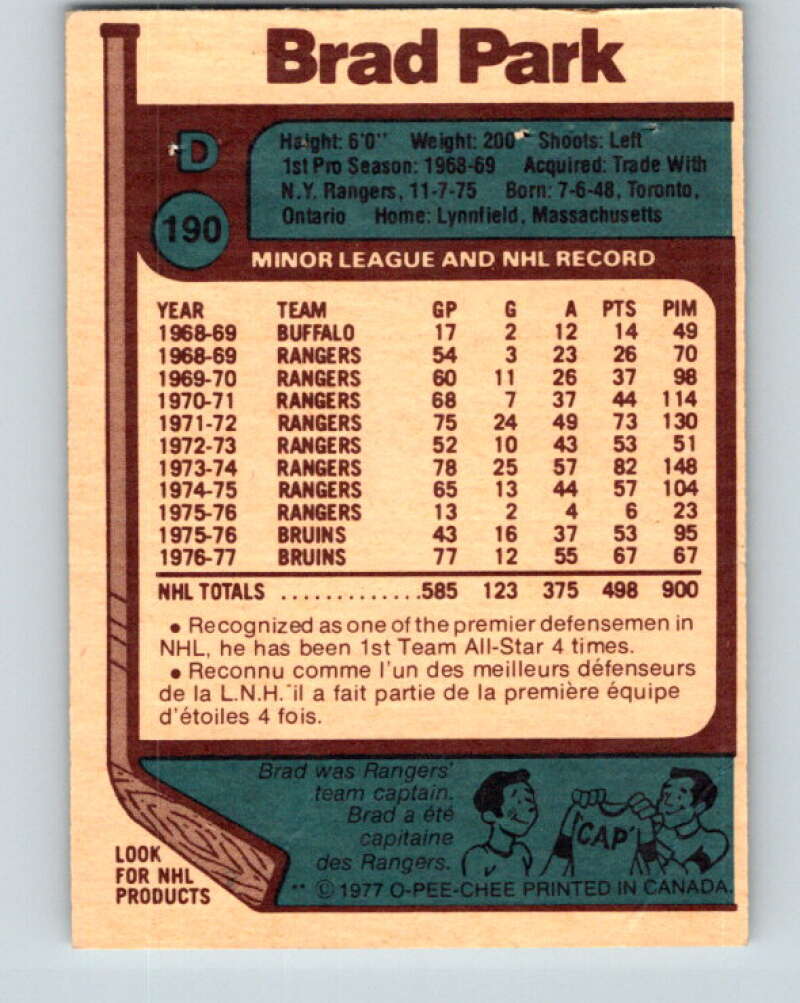 Brad Park
D
190
Height: 6'0" Weight: 200 Shoots: Left
1st Pro Season: 1968-69 Acquired: Trade With
N.Y. Rangers, 11-7-75 Born: 7-6-48, Toronto,
Ontario Home: Lynnfield, Massachusetts
MINOR LEAGUE AND NHL RECORD
YEAR TEAM GP G A PTS PIM
1968-69 BUFFALO 17 2 12 14 49
1968-69 RANGERS 54 3 23 26 70
1969-70 RANGERS 60 11 26 37 98
1970-71 RANGERS 68 7 37 44 114
1971-72 RANGERS 75 24 49 73 130
1972-73 RANGERS 52 10 43 53 51
1973-74 RANGERS 78 25 57 82 148
1974-75 RANGERS 65 13 44 57 104
1975-76 RANGERS 13 2 4 6 23
1975-76 BRUINS 43 16 37 53 95
1976-77 BRUINS 77 12 55 67 67
NHL TOTALS .............585 123 375 498 900
• Recognized as one of the premier defensemen in
NHL, he has been 1st Team All-Star 4 times.
• Reconnu comme l'un des meilleurs défenseurs
de la L.N.H. il a fait partie de la première équipe
d'étoiles 4 fois.
Brad was Rangers'
team captain.
Brad a été
capitaine
des Rangers.
CAP'
LOOK
FOR NHL
PRODUCTS
** © 1977 O-PEE-CHEE PRINTED IN CANADA.